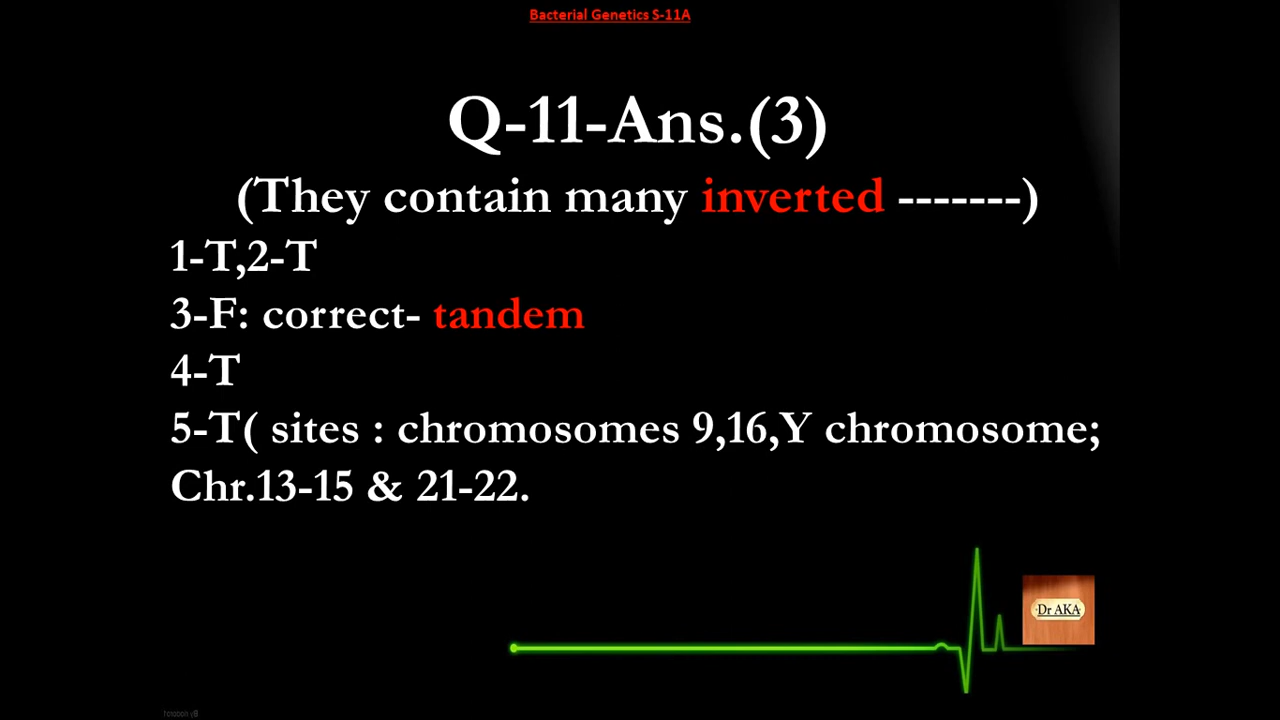 Bacterial Genetics S-11A
Q-11-Ans.(3)
(They contain many inverted -------)
1-T,2-T
3-F: correct- tandem
4-T
5-T( sites : chromosomes 9,16,Y chromosome;
Chr.13-15 & 21-22.
Dr AKA